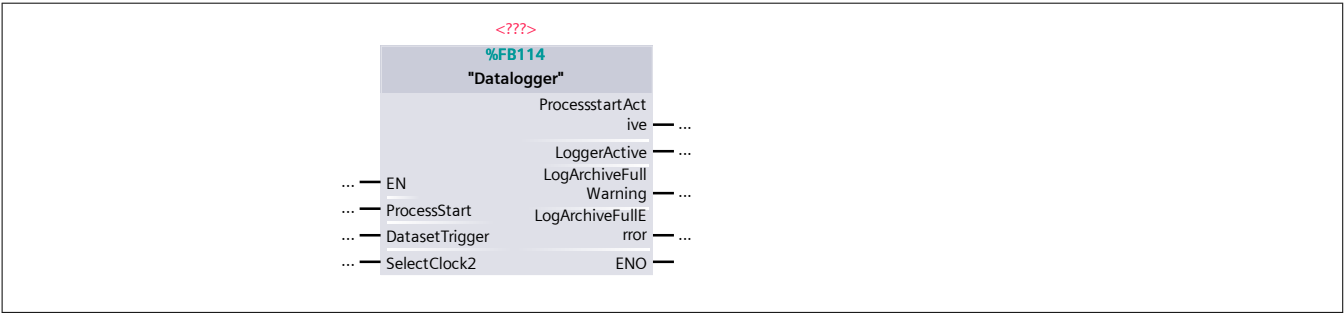 <???>
%FB114
"Datalogger"
ProcessstartAct
ive ...
LoggerActive ...
LogArchiveFull
... EN
Warning ...
... ProcessStart
LogArchiveFullE
... DatasetTrigger
rror ...
... SelectClock2
ENO